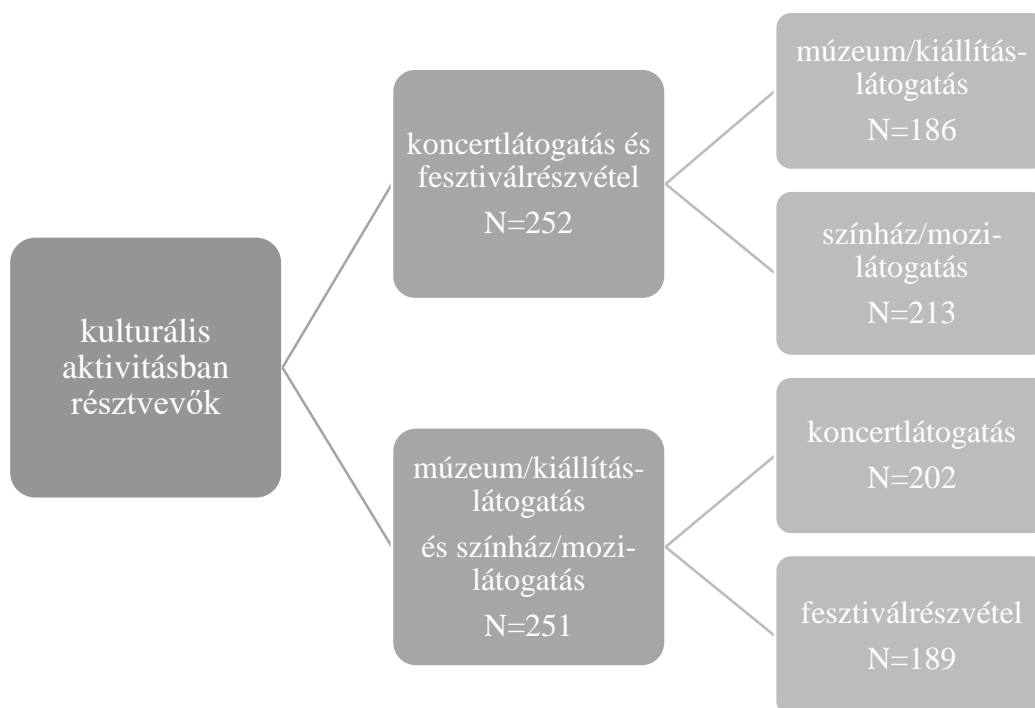 kulturális
aktivitásban
résztvevők
koncertlátogatás és
fesztiválrészvétel
N=252
múzeum/kiállítás-
látogatás
N=186
színház/mozi-
látogatás
N=213
múzeum/kiállítás-
látogatás
és színház/mozi-
látogatás
N=251
koncertlátogatás
N=202
fesztiválrészvétel
N=189